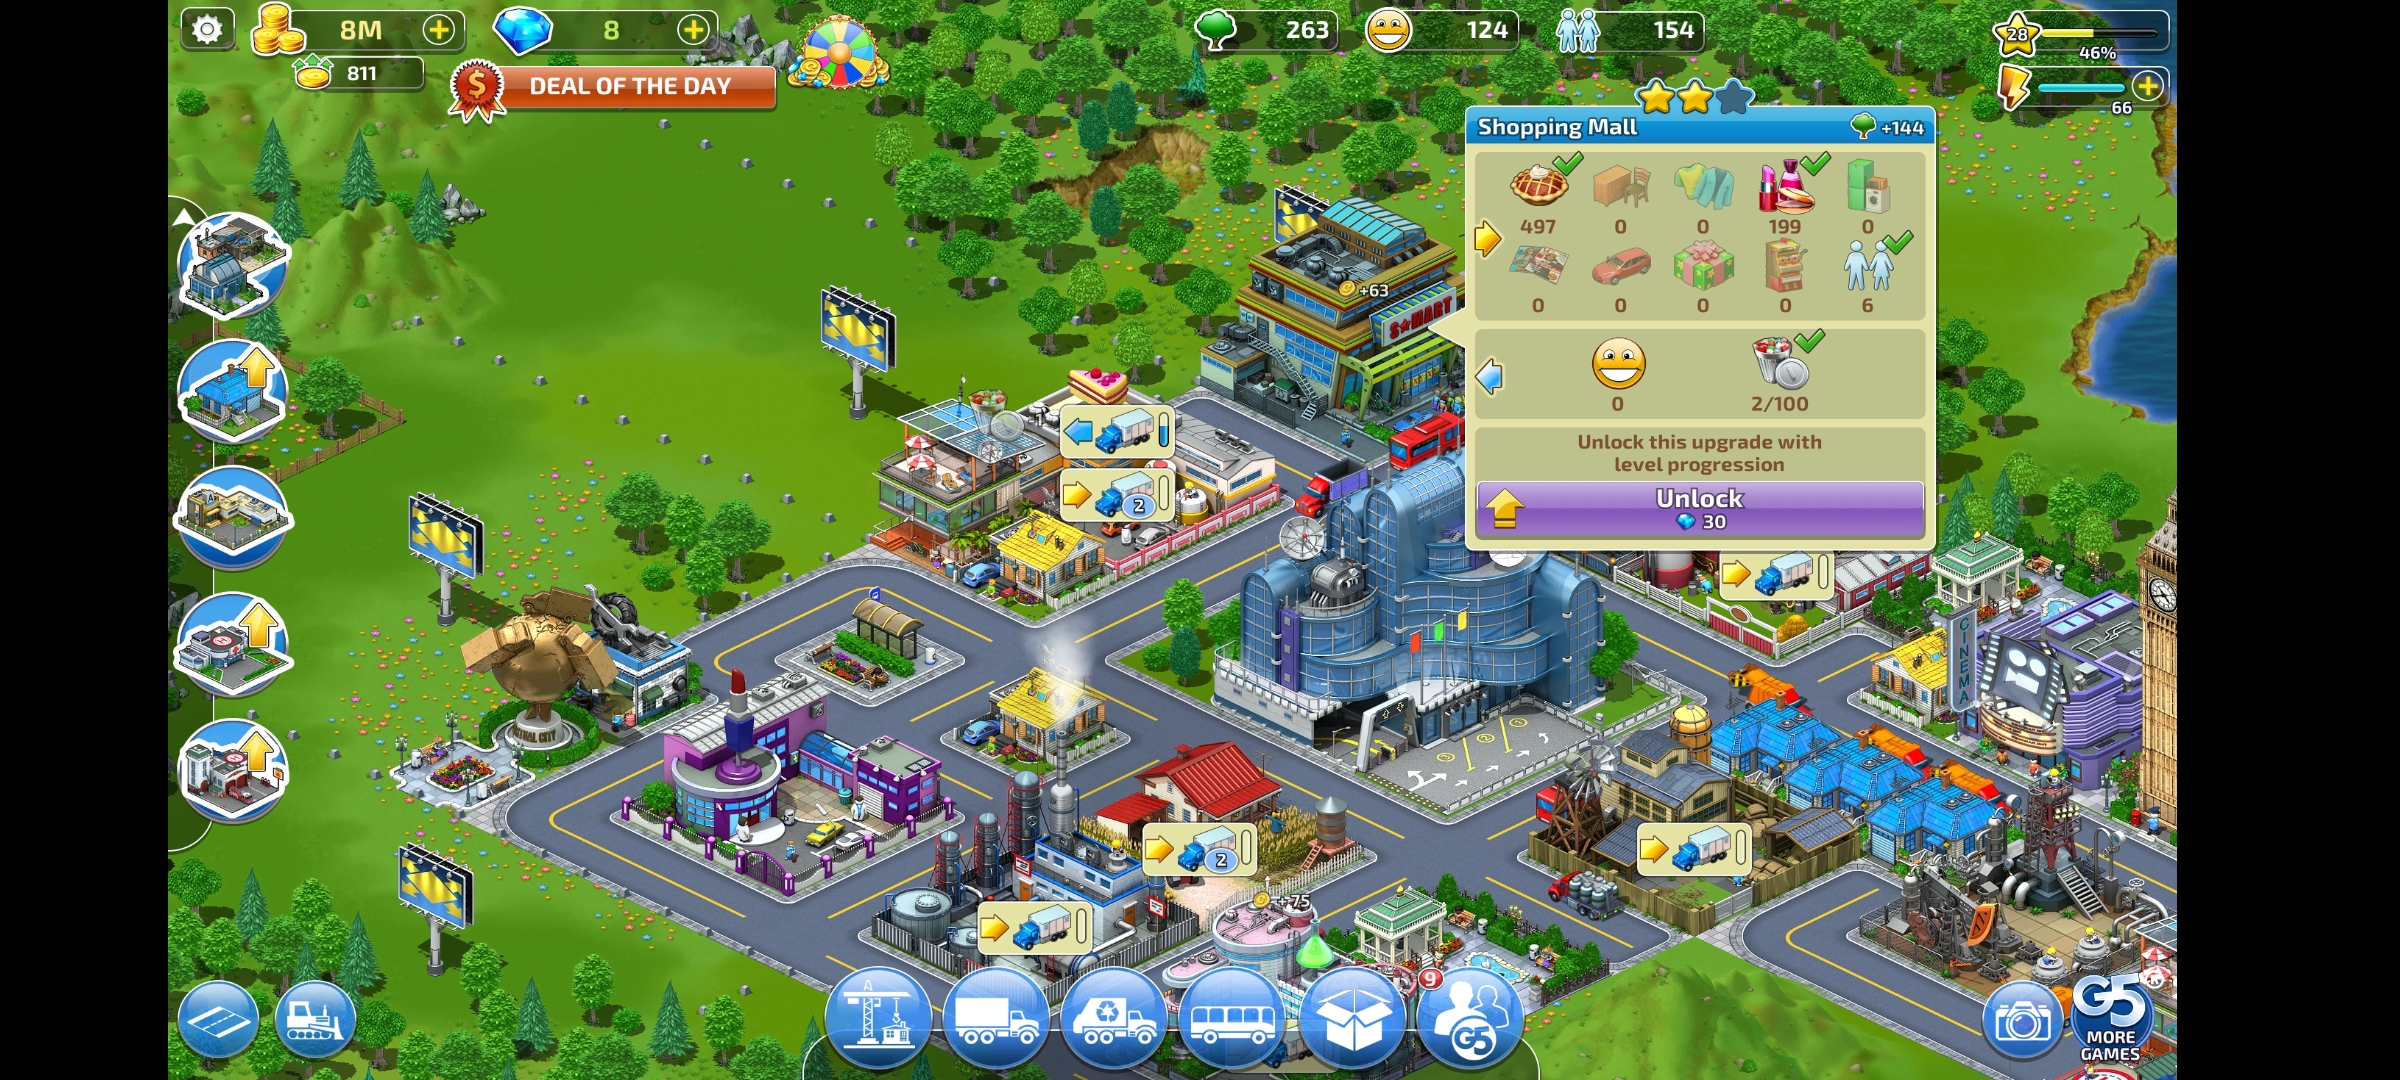 8M
8
263
124
154
28
46%
811
DEAL OF THE DAY
66
Shopping Mall
+144
497
0
0
199
0
0
0
0
0
6
0
2/100
Unlock this upgrade with
level progression
Unlock
30
+63
S★MART
2
CINEMA
2
+75
9
G5
G5
MORE
GAMES